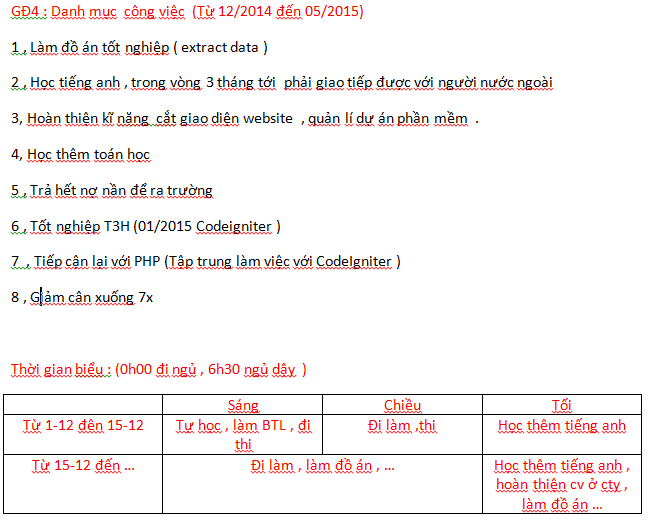 GĐ4 : Danh mục công việc (Từ 12/2014 đến 05/2015)
1 , Làm đồ án tốt nghiệp ( extract data )
2 , Học tiếng anh , trong vòng 3 tháng tới phải giao tiếp được với người nước ngoài
3, Hoàn thiện kĩ năng cắt giao diện website , quản lí dự án phần mềm .
4, Học thêm toán học
5 , Trả hết nợ nần để ra trường
6 , Tốt nghiệp T3H (01/2015 Codeigniter )
7 , Tiếp cận lại với PHP (Tập trung làm việc với CodeIgniter )
8 , Giảm cân xuống 7x
Thời gian biểu : (0h00 đi ngủ , 6h30 ngủ dậy )
Sáng Chiều Tối
Từ 1-12 đên 15-12 Tự học , làm BTL , đi Đi làm ,thi Học thêm tiếng anh
thi
Từ 15-12 đến ... Đi làm , làm đồ án , ... Học thêm tiếng anh ,
hoàn thiện cv ở cty ,
làm đồ án ...